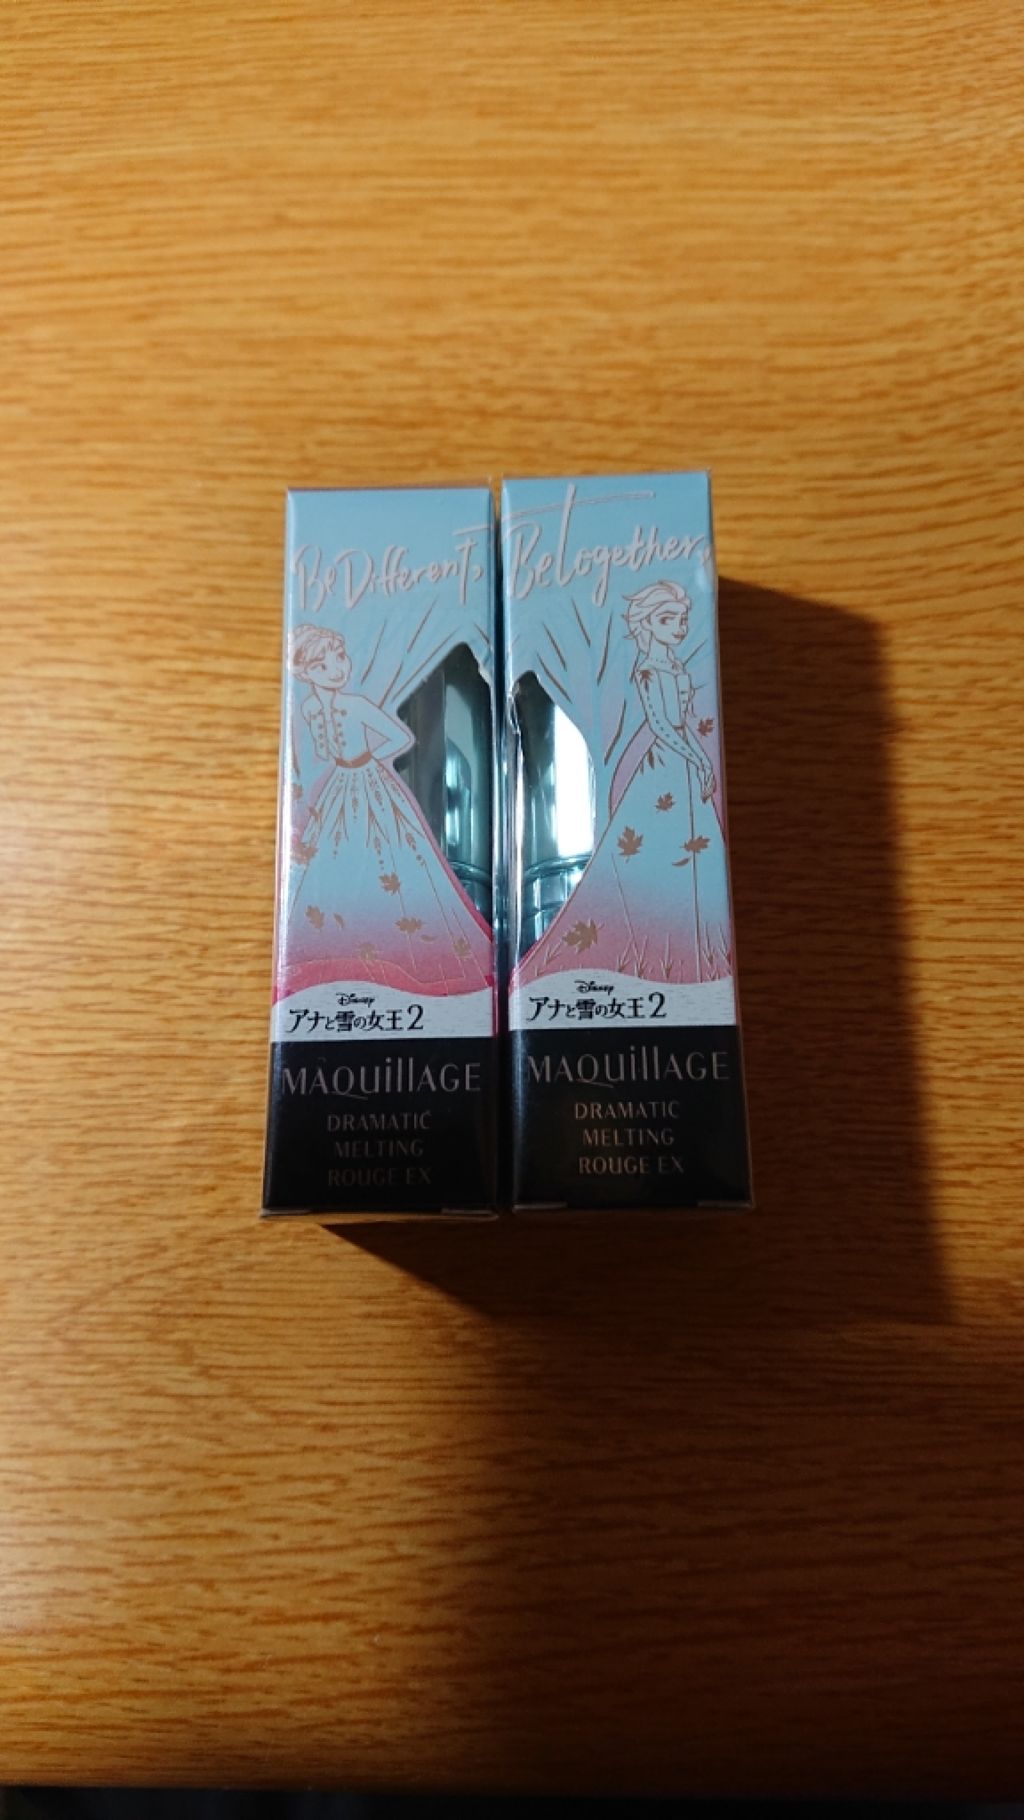 Be Different,
Disney
アナと雪の女王2
MAQuillAGE
DRAMATIC
MELTING
ROUGE EX
Be Together,
Disney
アナと雪の女王2
MAQuillAGE
DRAMATIC
MELTING
ROUGE EX